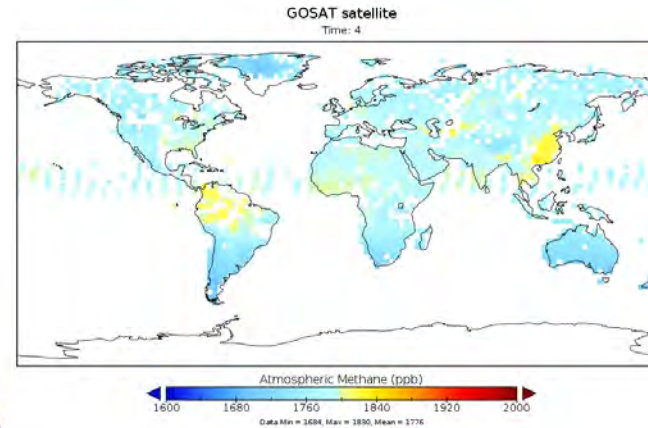 GOSAT satellite
Time: 4
Atmospheric Methane (ppb)
1600 1680 1760 1840 1920 2000
Data Min = 1684, Max = 1880, Mean = 1776